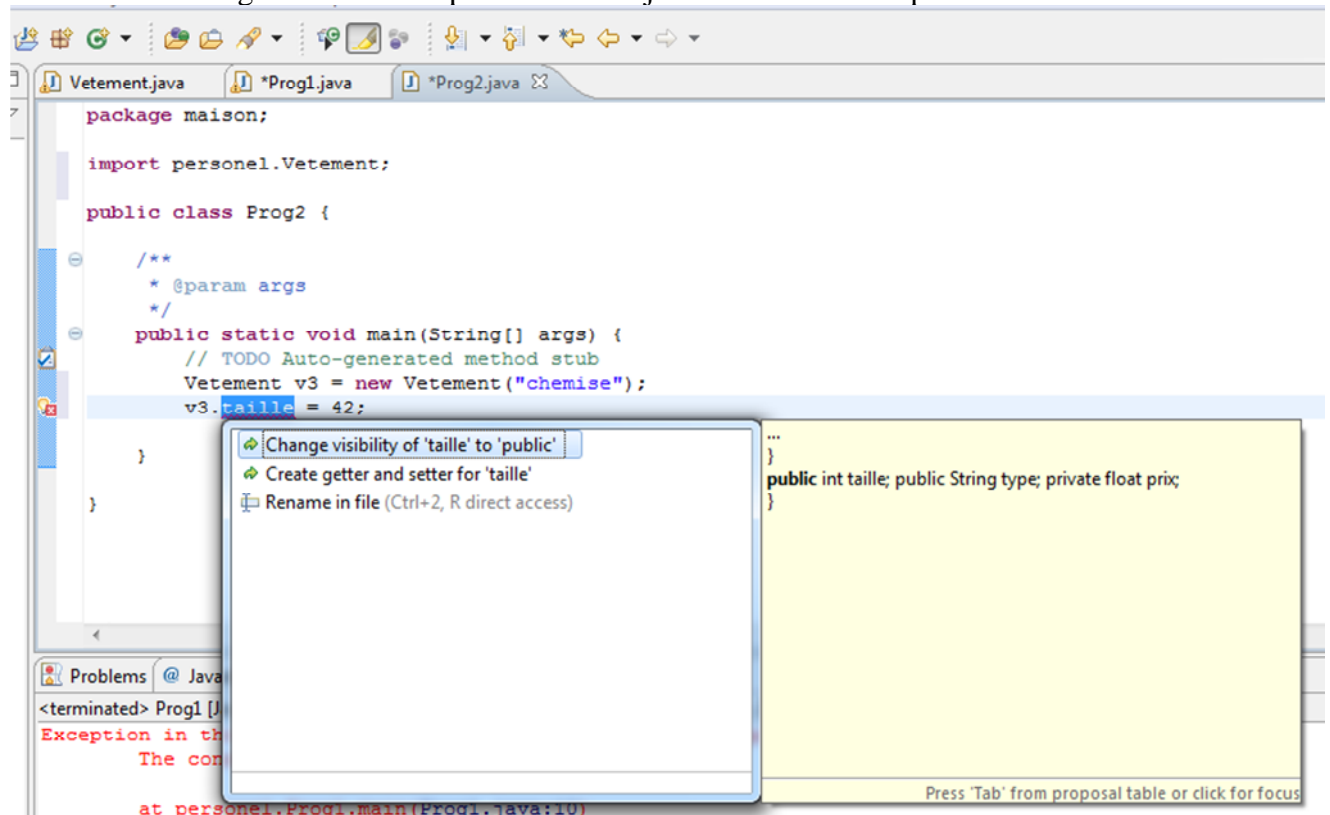 Vetement.java
*Prog1.java
*Prog2.java
package maison;
import personel.Vetement;
public class Prog2 {
/**
* @param args
*/
public static void main(String[] args) {
// TODO Auto-generated method stub
Vetement v3 = new Vetement("chemise");
v3.taille = 42;
}
}
Change visibility of 'taille' to 'public'
Create getter and setter for 'taille'
Rename in file (Ctrl+2, R direct access)
...
}
public int taille; public String type; private float prix;
}
Press 'Tab' from proposal table or click for focus
Problems
@ Java
<terminated> Prog1 [J
Exception in th
The con
at personel.Prog1.main(Prog1.java:10)